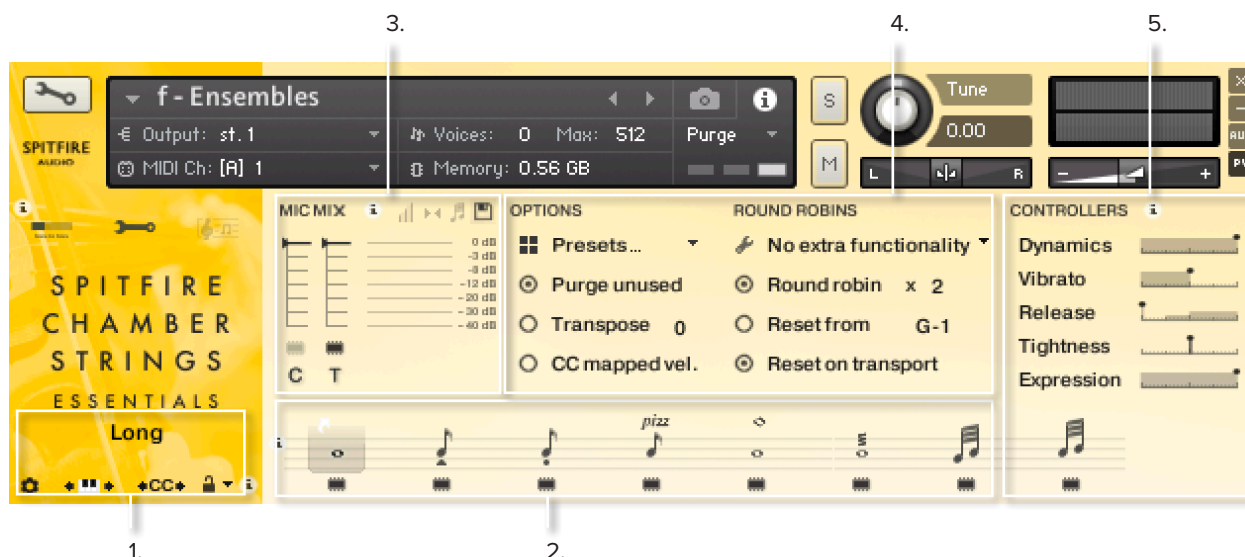 3. 4. 5.
f - Ensembles
S
Tune
SPITFIRE
AUDIO
Output: st. 1 Voices: 0 Max: 512 Purge
0.00
MIDI Ch: [A] 1 Memory: 0.56 GB
M
L R
- +
MIC MIX
0 dB
-3 dB
-8 dB
-12 dB
-20 dB
-30 dB
-40 dB
C T
OPTIONS
Presets...
Purge unused
Transpose 0
CC mapped vel.
ROUND ROBINS
No extra functionality
Round robin x 2
Reset from G-1
Reset on transport
CONTROLLERS
Dynamics
Vibrato
Release
Tightness
Expression
SPITFIRE
CHAMBER
STRINGS
ESSENTIALS
Long
CC
pizz
1. 2.